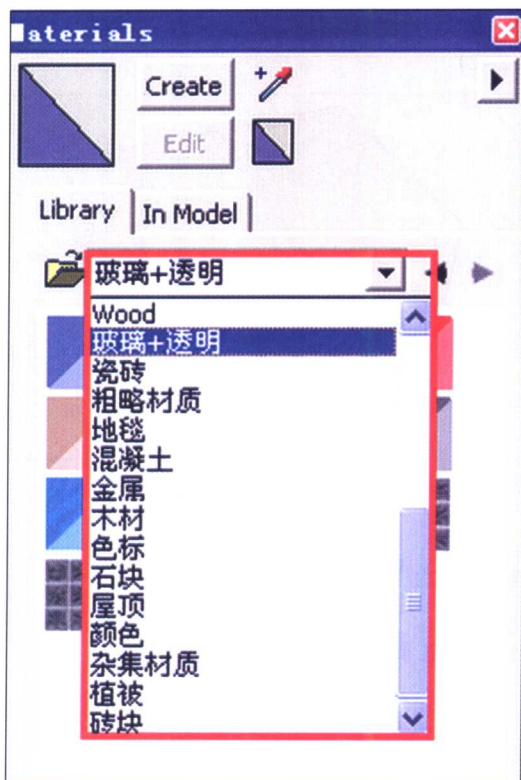 Materials
Create
Edit
Library
In Model
玻璃+透明
Wood
玻璃+透明
瓷砖
粗略材质
地毯
混凝土
金属
木材
色标
石块
屋顶
颜色
杂集材质
植被
砖块